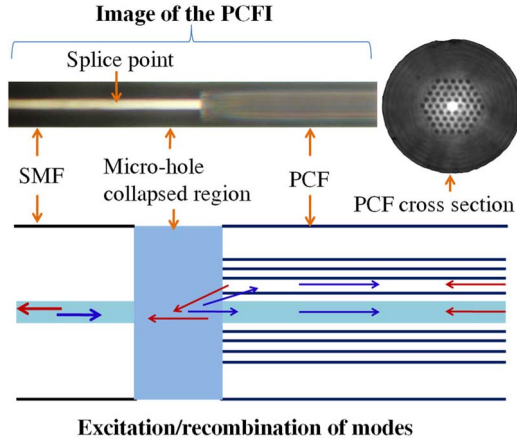 Image of the PCFI
Splice point
SMF
Micro-hole
collapsed region
PCF
PCF cross section
Excitation/recombination of modes